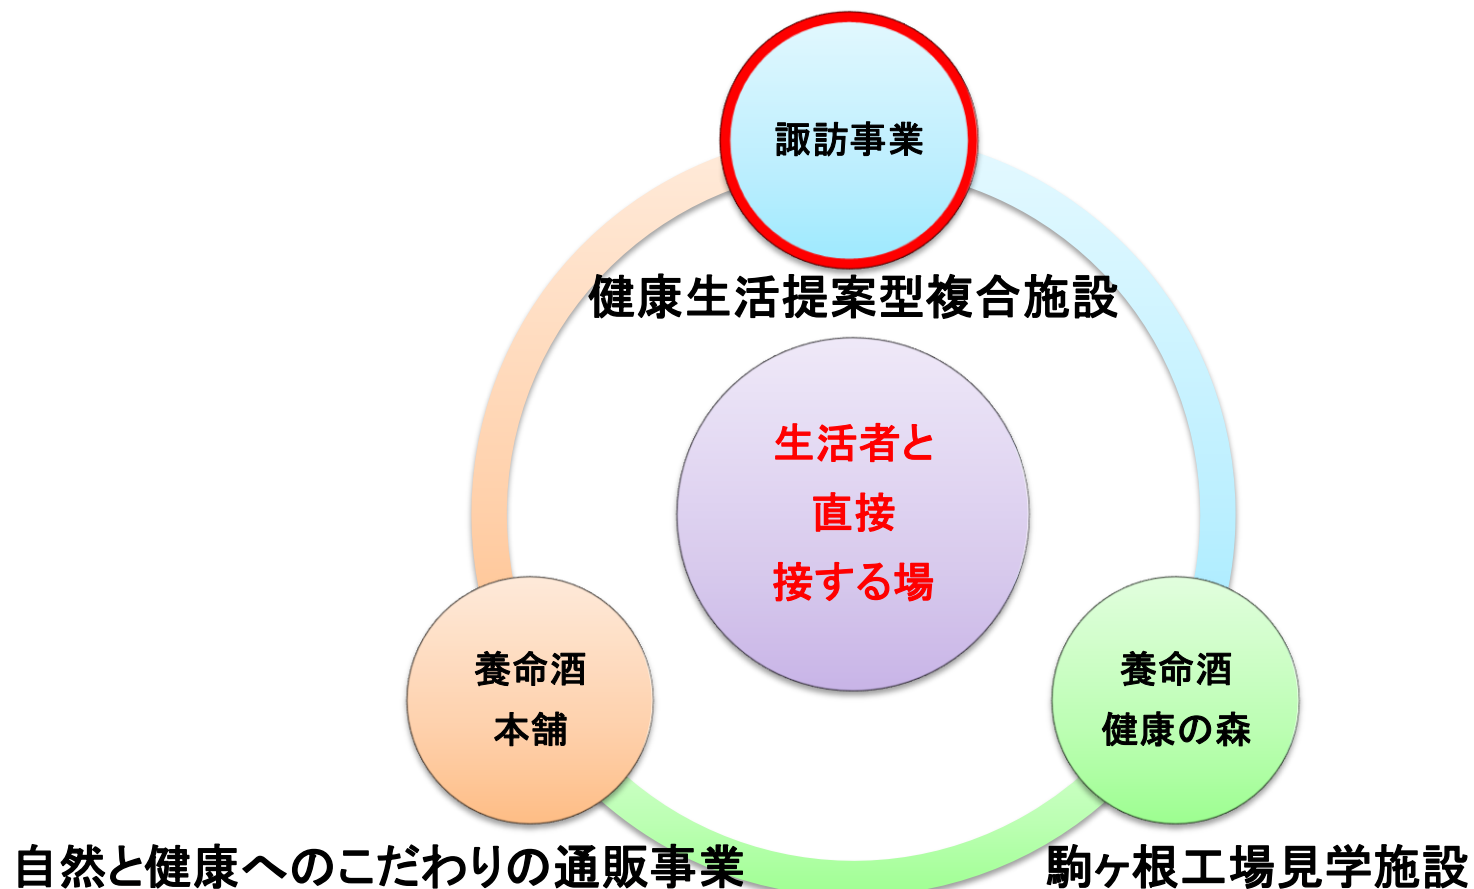 諏訪事業
健康生活提案型複合施設
生活者と
直接
接する場
養命酒
本舗
養命酒
健康の森
自然と健康へのこだわりの通販事業
駒ヶ根工場見学施設